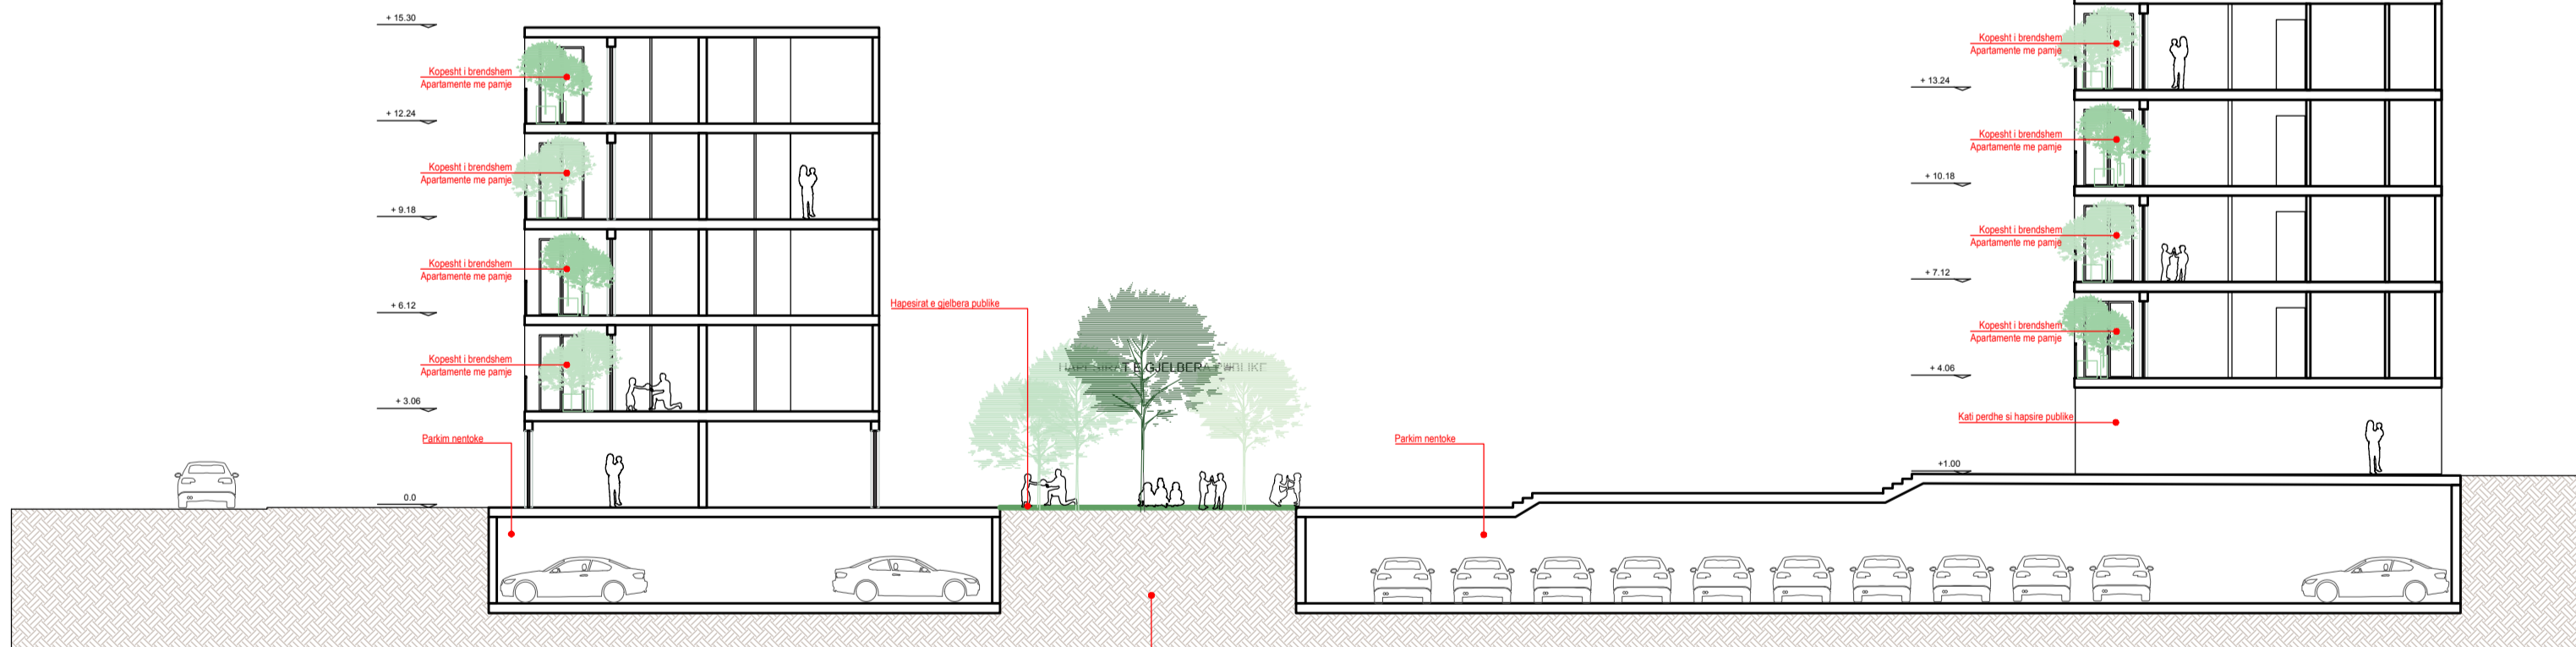 + 15.30
Kopesht i brendshem
Apartamente me pamje
+ 12.24
Kopesht i brendshem
Apartamente me pamje
+ 9.18
Kopesht i brendshem
Apartamente me pamje
+ 6.12
Kopesht i brendshem
Apartamente me pamje
+ 3.06
Parkim nentoke
0.0
Hapesirat e gjelbera publike
HAPESIRAT E GJELBERA PUBLIKE
Parkim nentoke
Kopesht i brendshem
Apartamente me pamje
+ 13.24
Kopesht i brendshem
Apartamente me pamje
+ 10.18
Kopesht i brendshem
Apartamente me pamje
+ 7.12
Kopesht i brendshem
Apartamente me pamje
+ 4.06
Kati perdhe si hapsire publike
+1.00